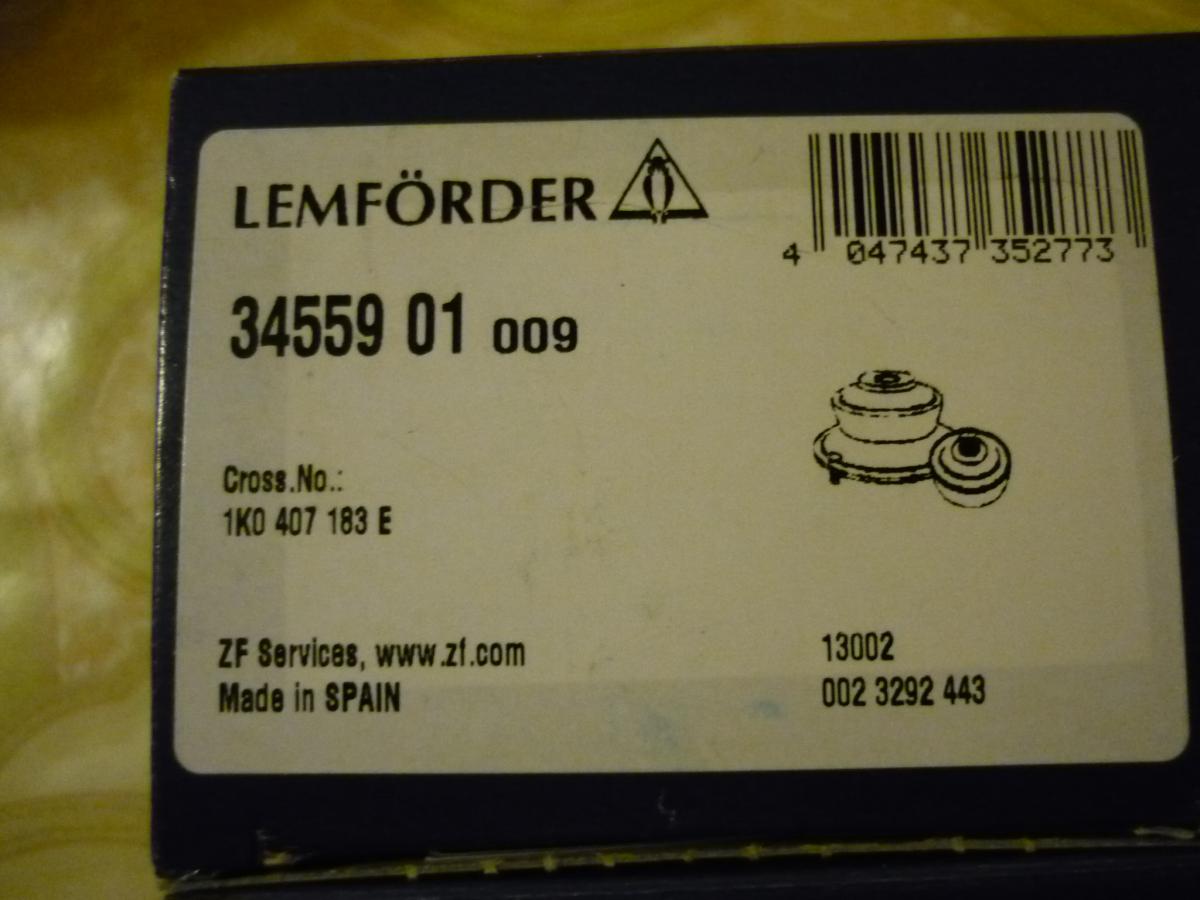 LEMFÖRDER
4 047437 352773
34559 01 009
Cross.No.:
1K0 407 183 E
ZF Services, www.zf.com
Made in SPAIN
13002
002 3292 443